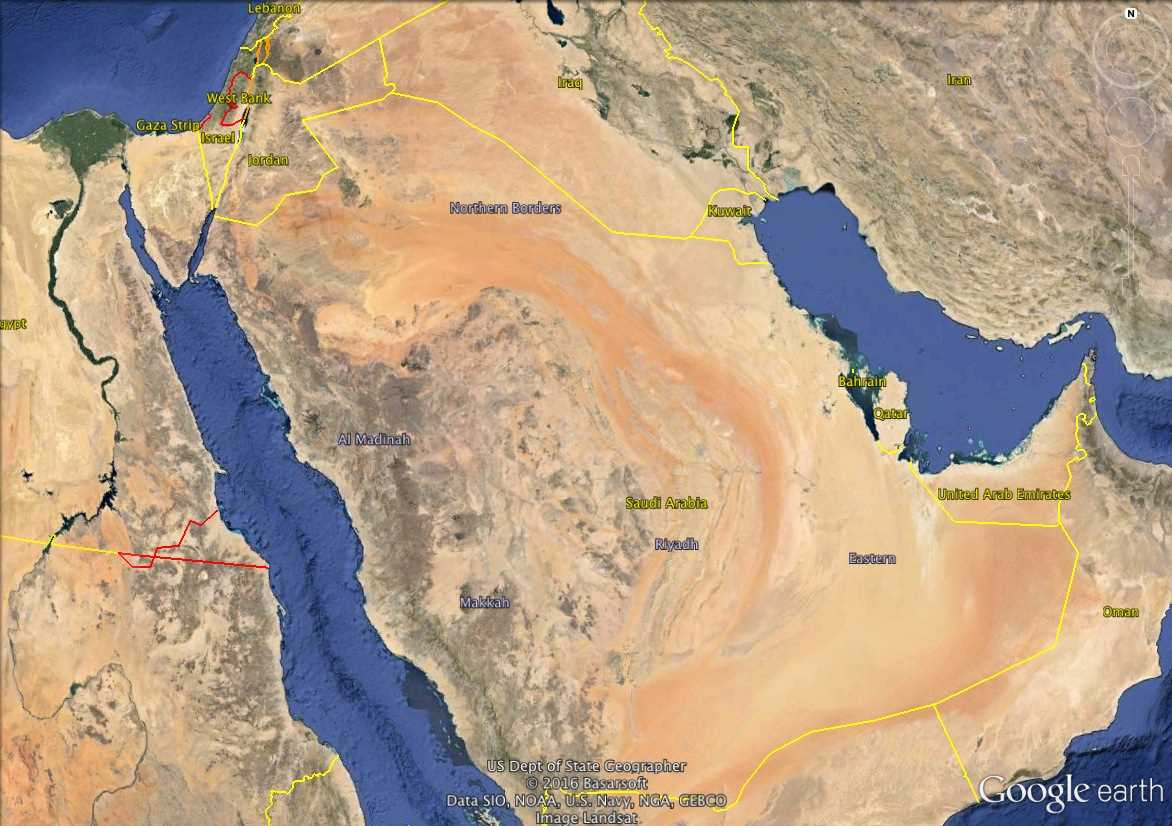 Lebanon
N
Iraq
Iran
West Bank
Gaza Strip
Israel
Jordan
Northern Borders
Kuwait
gypt
Bahrain
Qatar
Al Madinah
United Arab Emirates
Saudi Arabia
Riyadh
Eastern
Makkah
Oman
US Dept of State Geographer
© 2016 Basarsoft
Data SIO, NOAA, U.S. Navy, NGA, GEBCO
Image Landsat
Google earth